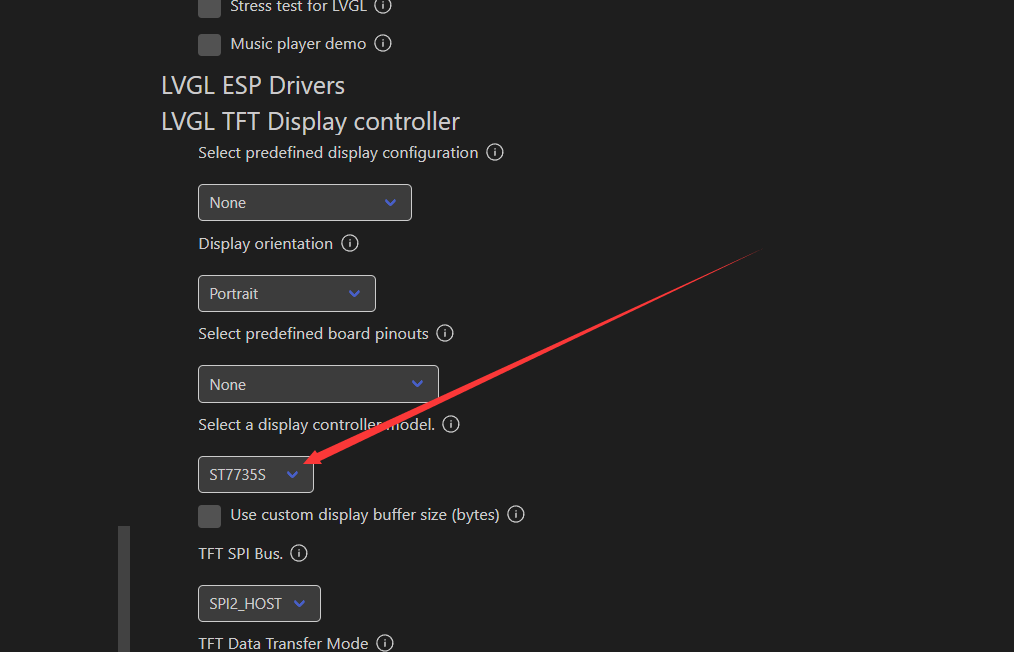 Stress test for LVGL
Music player demo
LVGL ESP Drivers
LVGL TFT Display controller
Select predefined display configuration
None
Display orientation
Portrait
Select predefined board pinouts
None
Select a display controller model.
ST7735S
Use custom display buffer size (bytes)
TFT SPI Bus.
SPI2_HOST
TFT Data Transfer Mode